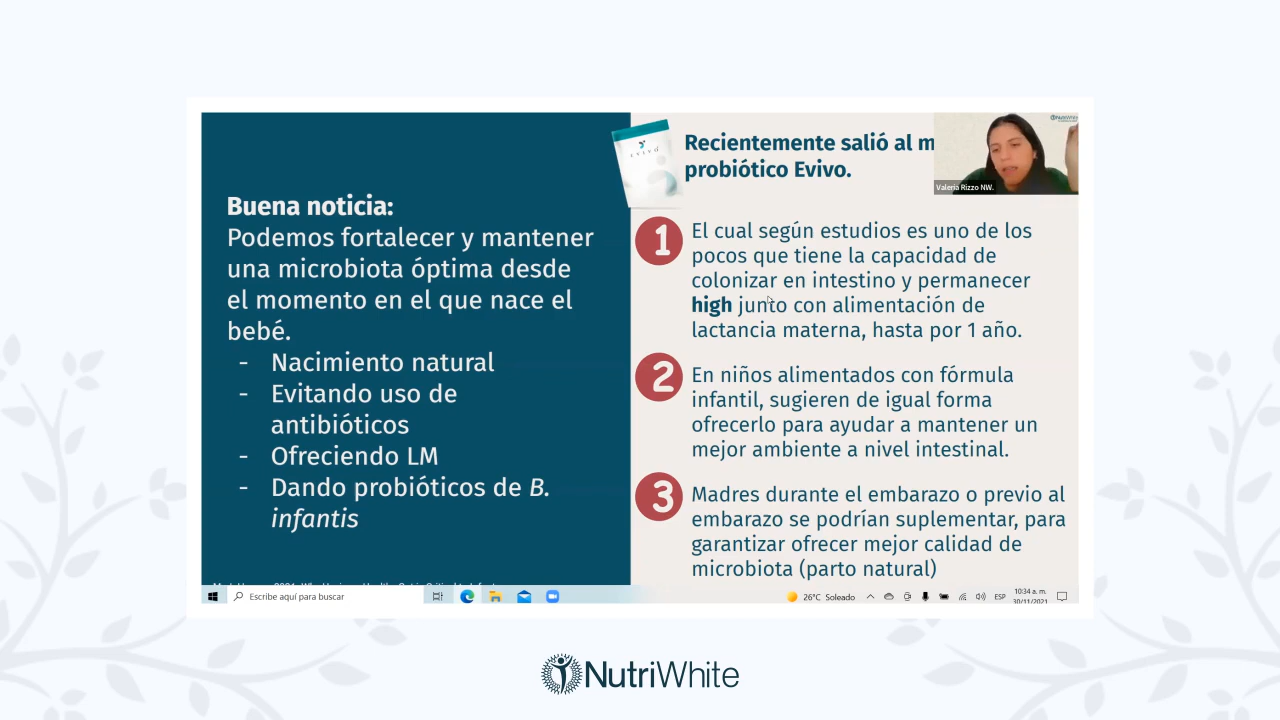 Buena noticia:
Podemos fortalecer y mantener
una microbiota óptima desde
el momento en el que nace el
bebé.
- Nacimiento natural
- Evitando uso de
antibióticos
- Ofreciendo LM
- Dando probióticos de B.
infantis
evivo
Recientemente salió al m
probiótico Evivo.
NutriWhite
Valeria Rizzo NW.
1
El cual según estudios es uno de los
pocos que tiene la capacidad de
colonizar en intestino y permanecer
high junto con alimentación de
lactancia materna, hasta por 1 año.
2
En niños alimentados con fórmula
infantil, sugieren de igual forma
ofrecerlo para ayudar a mantener un
mejor ambiente a nivel intestinal.
3
Madres durante el embarazo o previo al
embarazo se podrían suplementar, para
garantizar ofrecer mejor calidad de
microbiota (parto natural)
Escribe aquí para buscar
26°C Soleado
ESP
10:34 a. m.
30/11/2021
NutriWhite